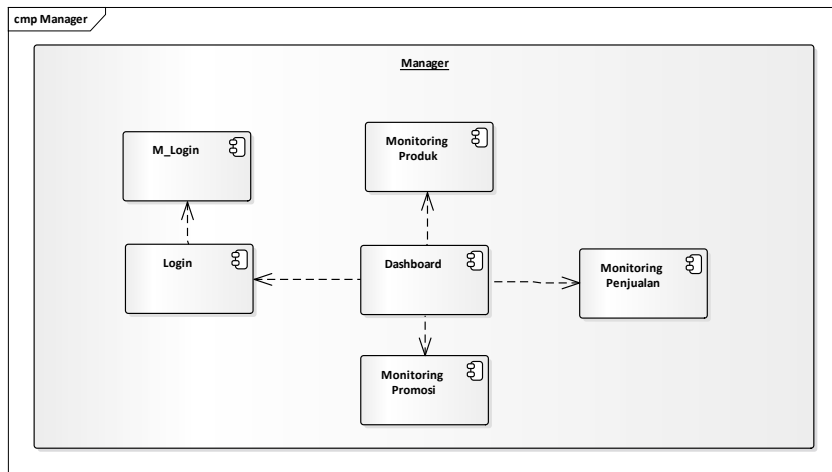 cmp Manager
Manager
M_Login
Monitoring
Produk
Login
Dashboard
Monitoring
Penjualan
Monitoring
Promosi